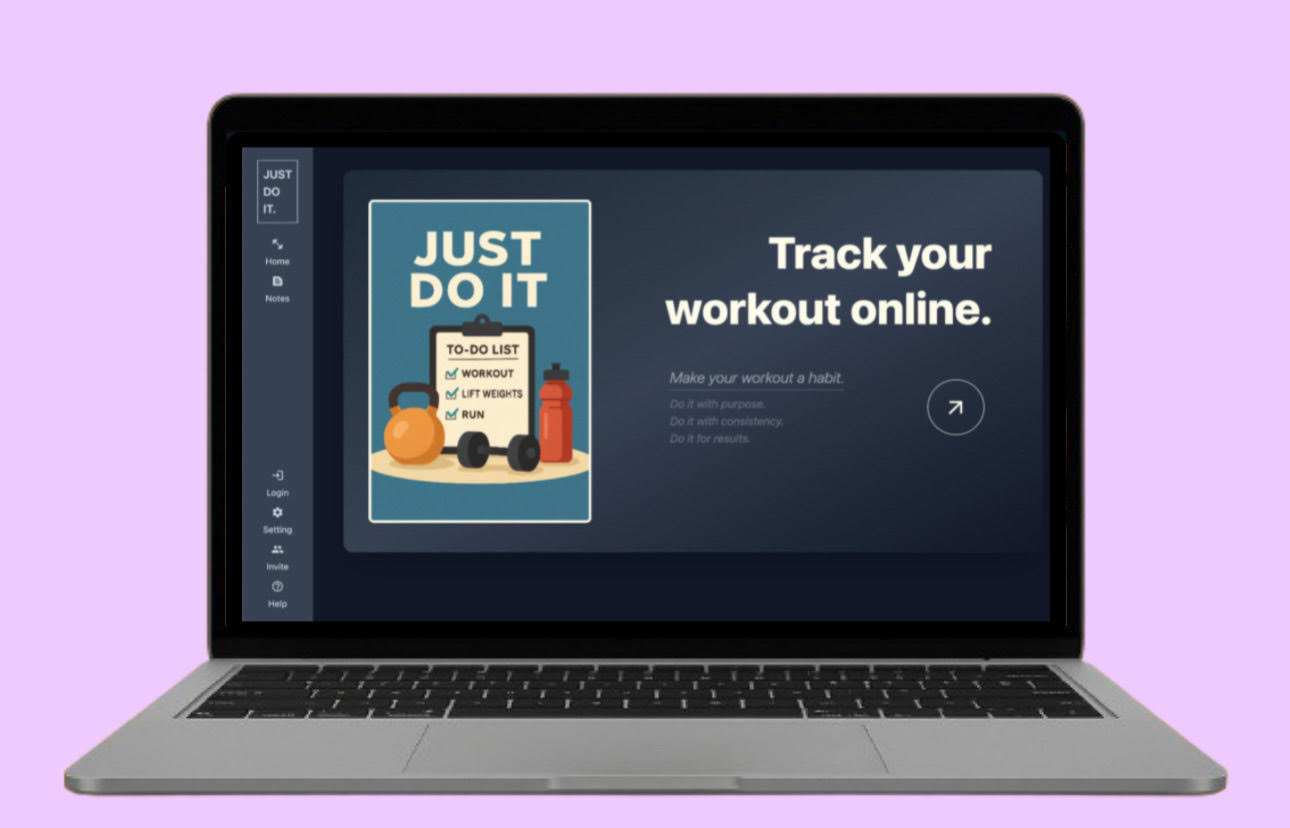 JUST
DO
IT.
Home
Notes
Login
Setting
Invite
Help
JUST
DO IT
TO-DO LIST
WORKOUT
LIFT WEIGHTS
RUN
Track your
workout online.
Make your workout a habit.
Do it with purpose.
Do it with consistency.
Do it for results.